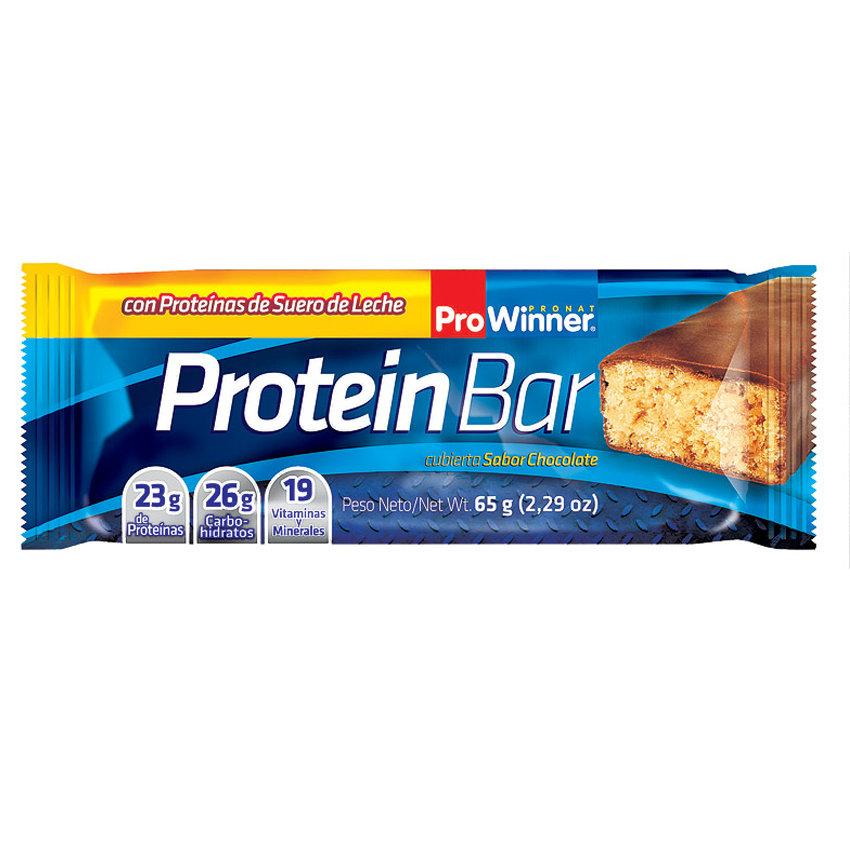 con Proteínas de Suero de Leche
PRONAT
ProWinner®
Protein Bar
cubierta Sabor Chocolate
23g
de
Proteínas
26g
Carbo-
hidratos
19
Vitaminas
y
Minerales
Peso Neto/Net Wt. 65 g (2,29 oz)